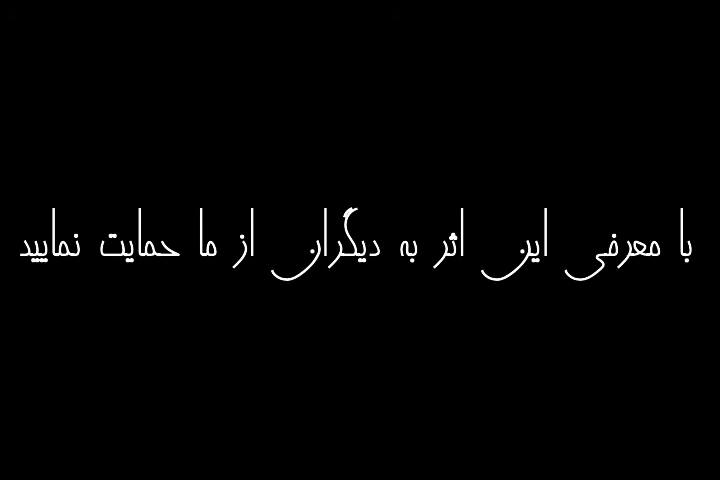 با معرفی این اثر به دیگران از ما حمایت نمایید